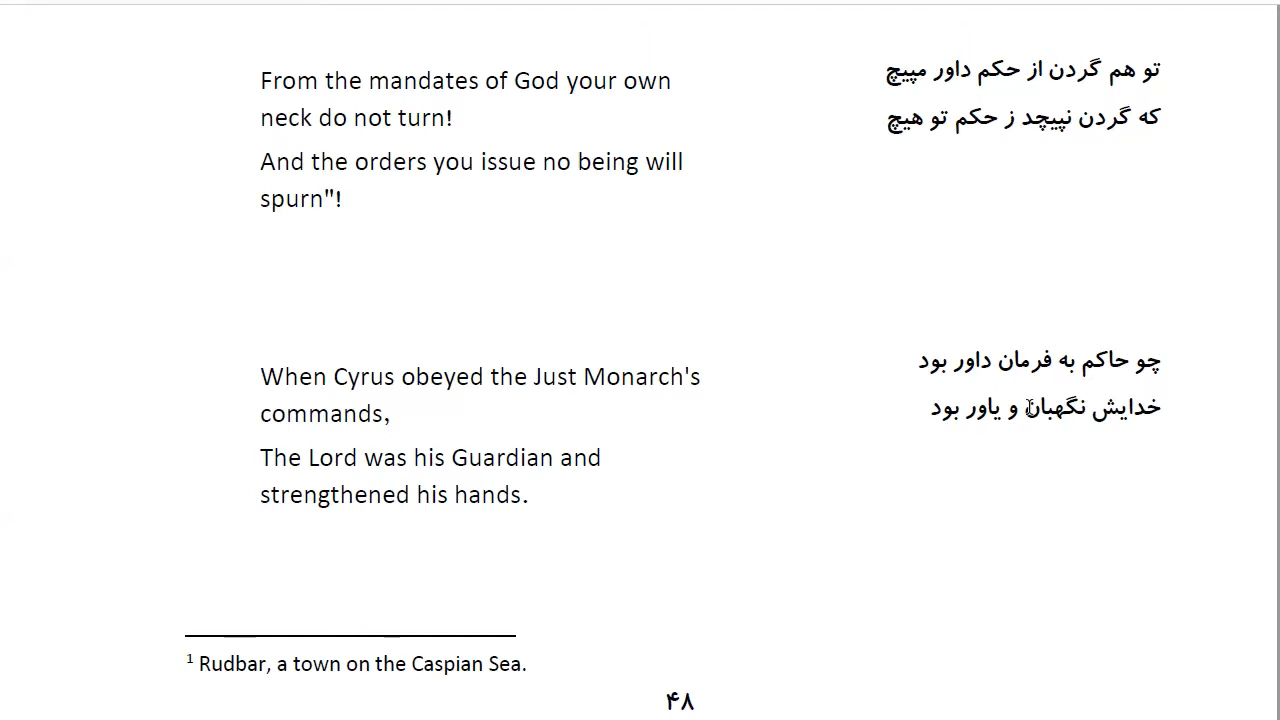 From the mandates of God your own
neck do not turn!
And the orders you issue no being will
spurn"!
تو هم گردن از حکم داور مپیچ
که گردن نپیچد ز حکم تو هیچ
When Cyrus obeyed the Just Monarch's
commands,
The Lord was his Guardian and
strengthened his hands.
چو حاکم به فرمان داور بود
خدایش نگهبان و یاور بود
1 Rudbar, a town on the Caspian Sea.
۴۸